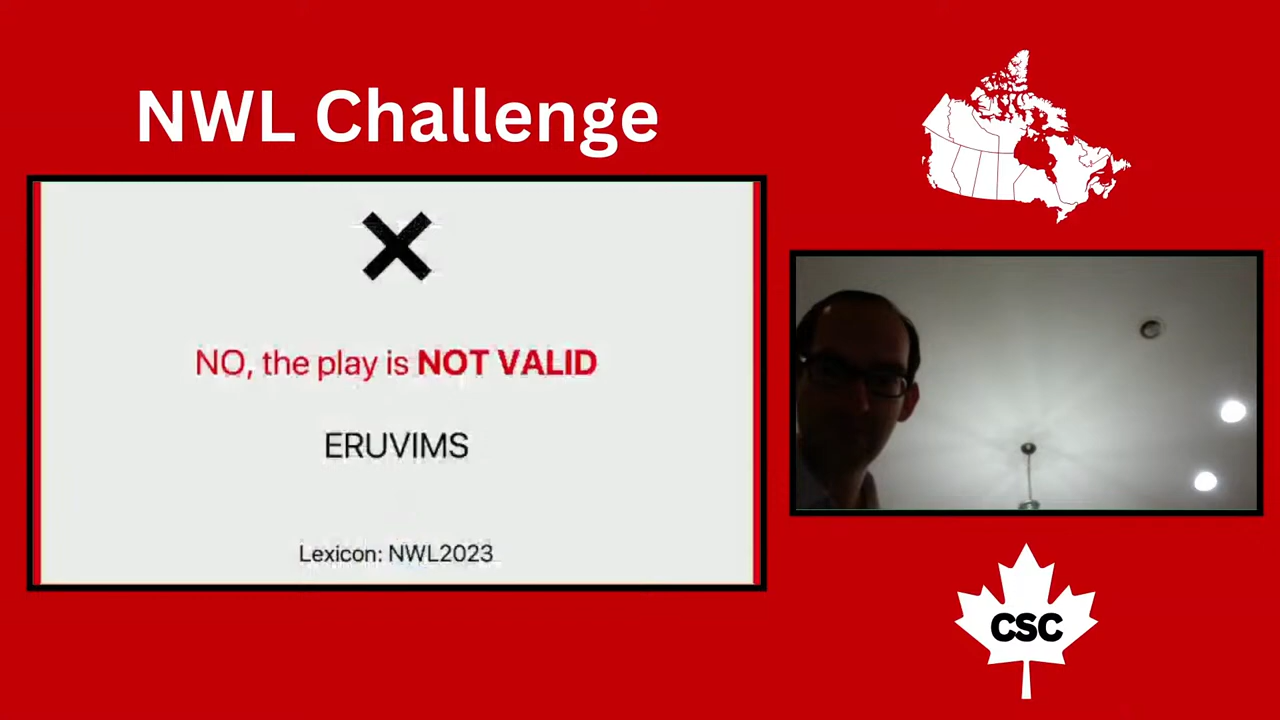 NWL Challenge
NO, the play is NOT VALID
ERUVIMS
Lexicon: NWL2023
CSC